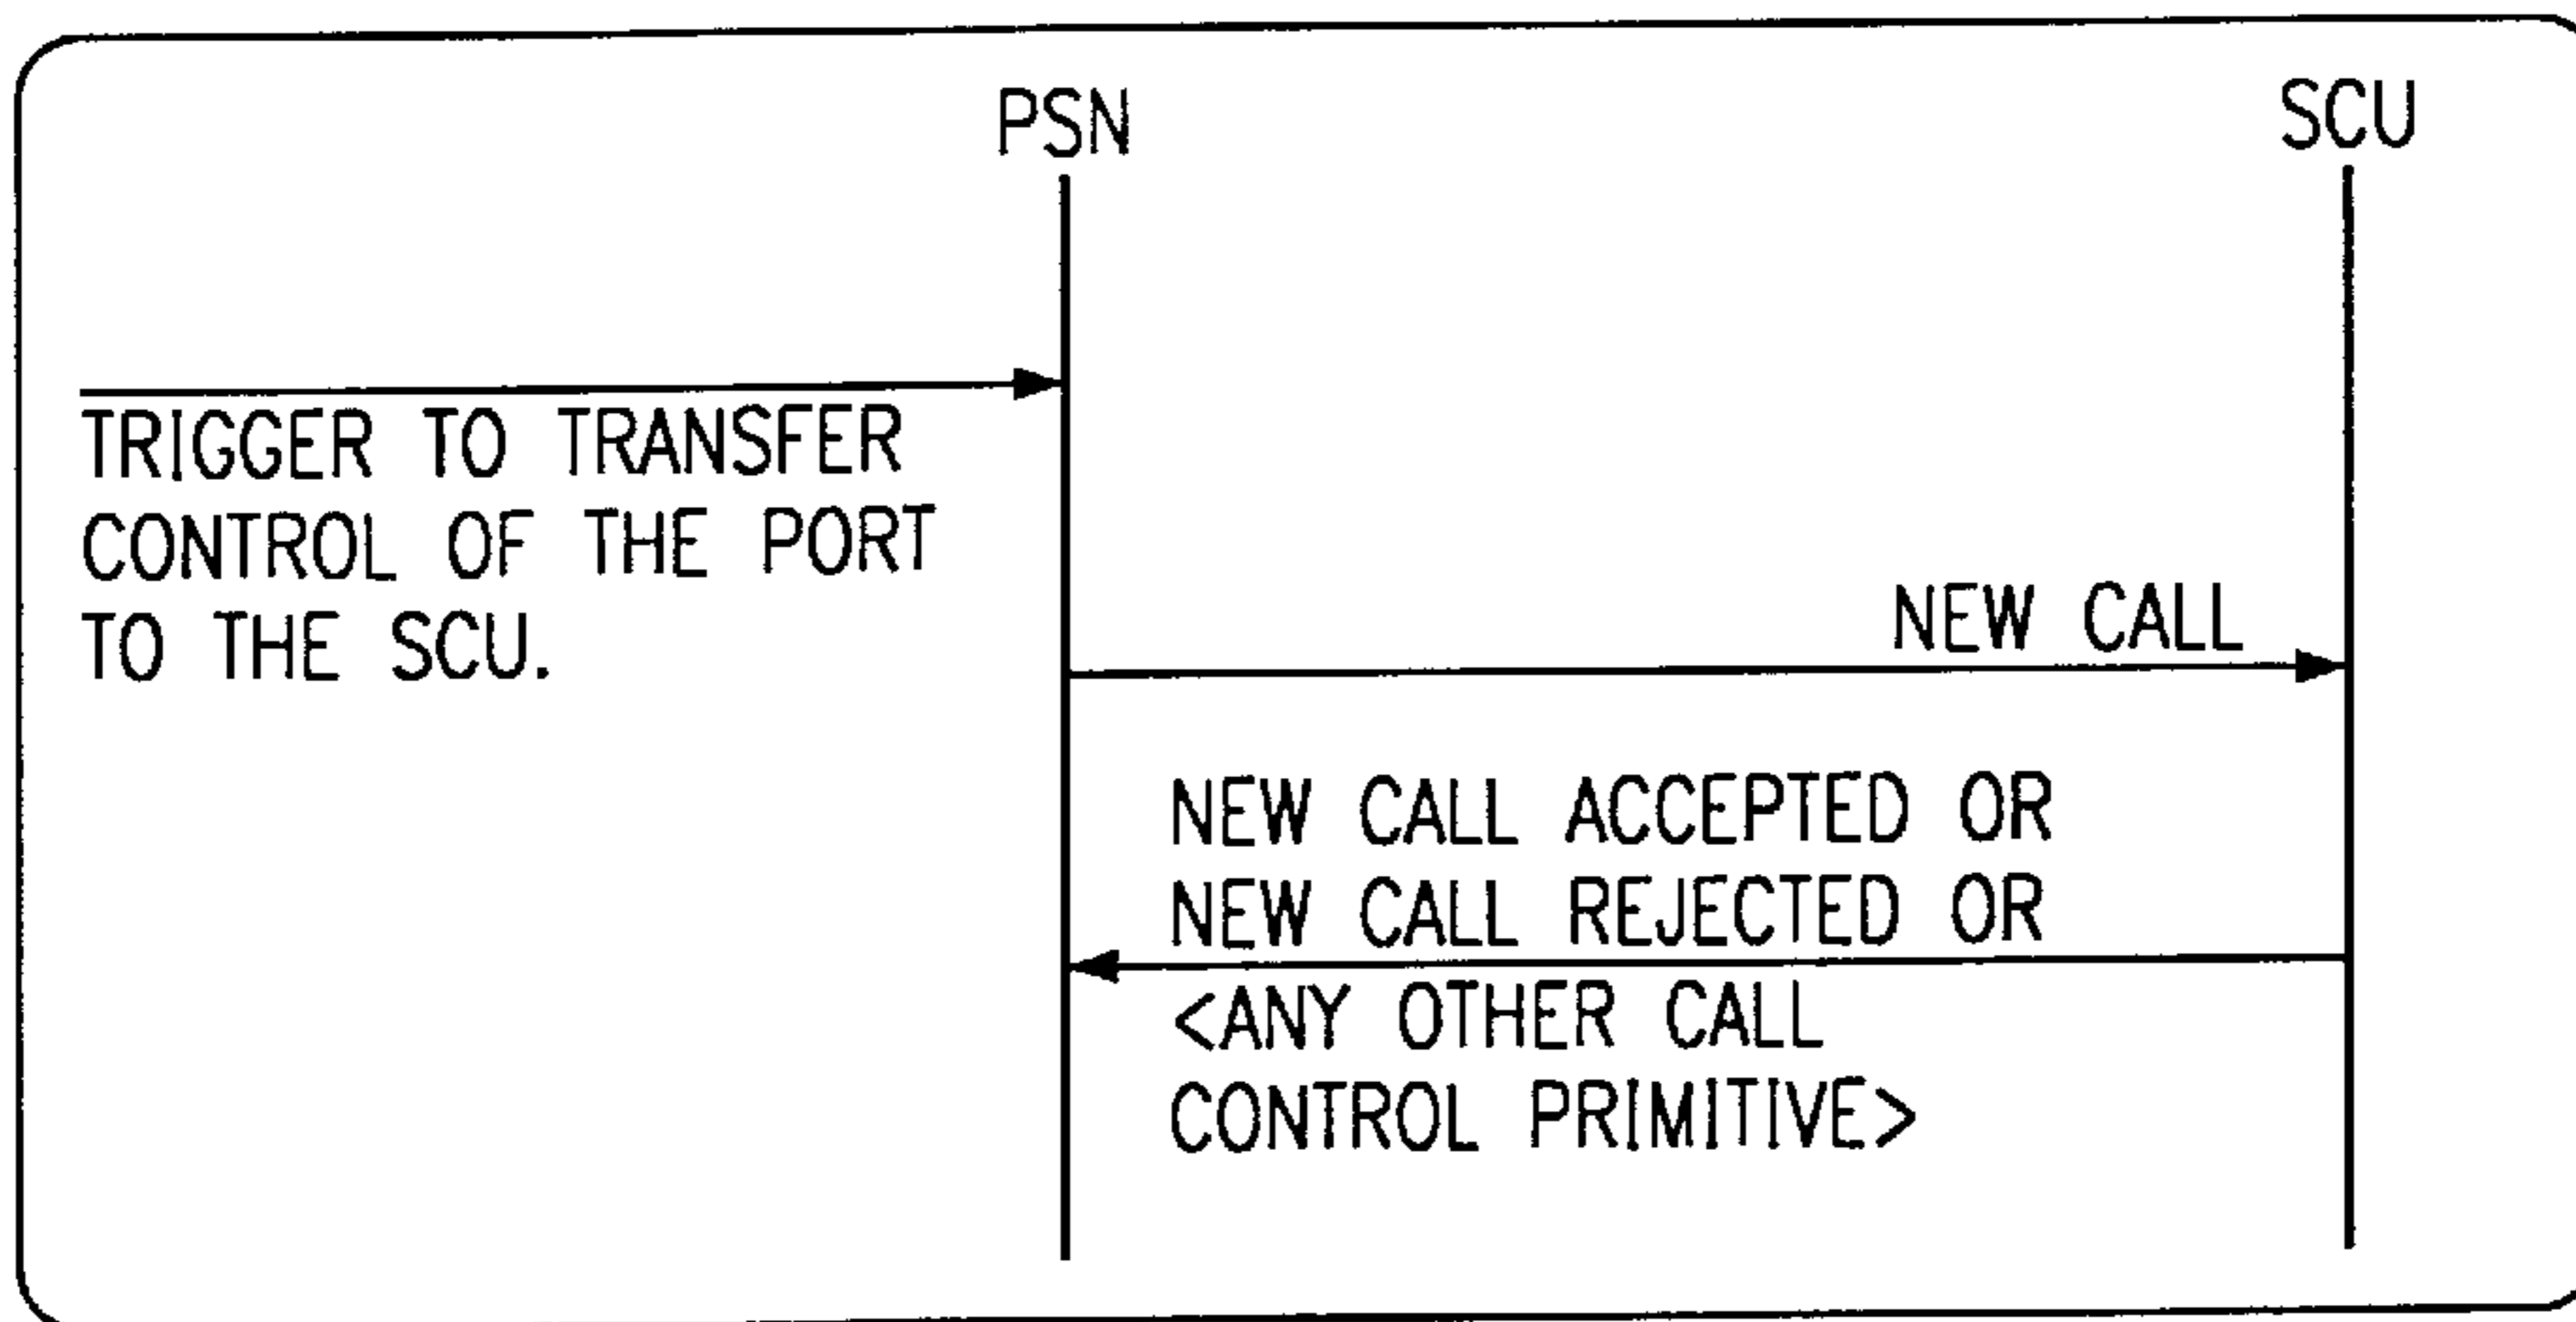 PSN
SCU
TRIGGER TO TRANSFER
CONTROL OF THE PORT
TO THE SCU.
NEW CALL
NEW CALL ACCEPTED OR
NEW CALL REJECTED OR
<ANY OTHER CALL
CONTROL PRIMITIVE>